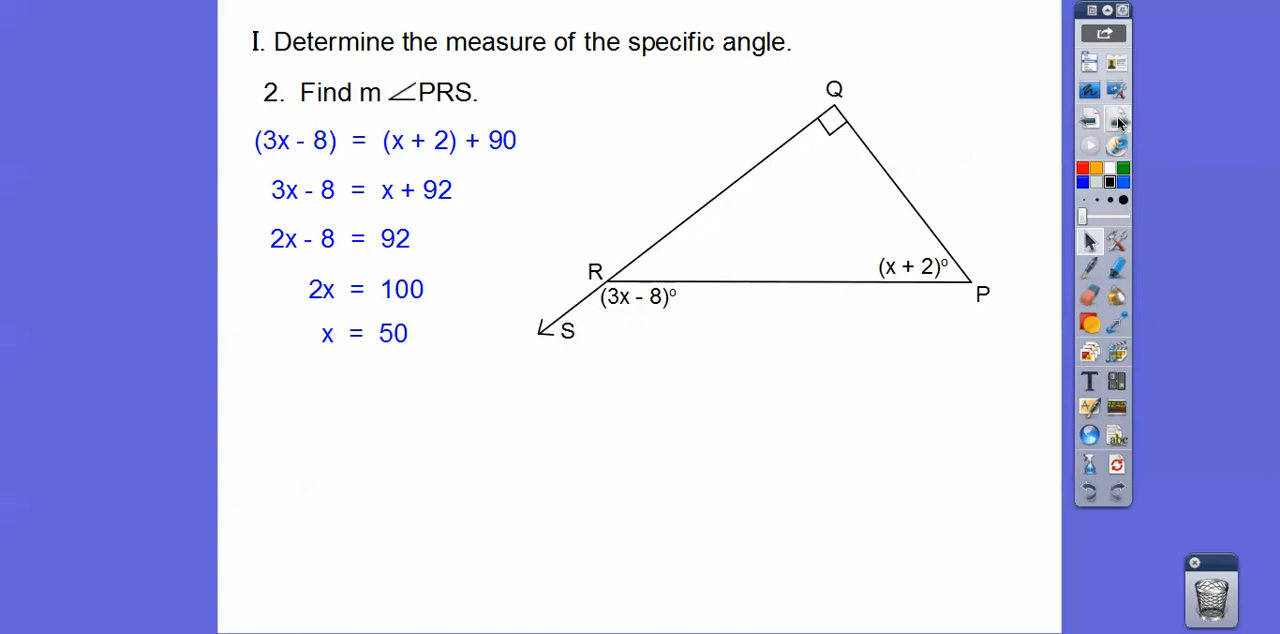 I. Determine the measure of the specific angle.
2. Find m ∠PRS.
(3x - 8) = (x + 2) + 90
3x - 8 = x + 92
2x - 8 = 92
2x = 100
x = 50
Q
R
(x + 2)º
(3x - 8)º
P
S